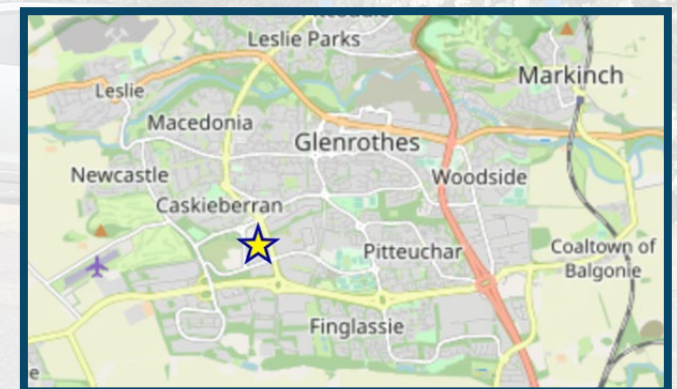 Leslie Parks
Markinch
Leslie
Macedonia
Glenrothes
Newcastle
Woodside
Caskieberran
Pitteuchar
Coaltown of
Balgonie
Finglassie
e